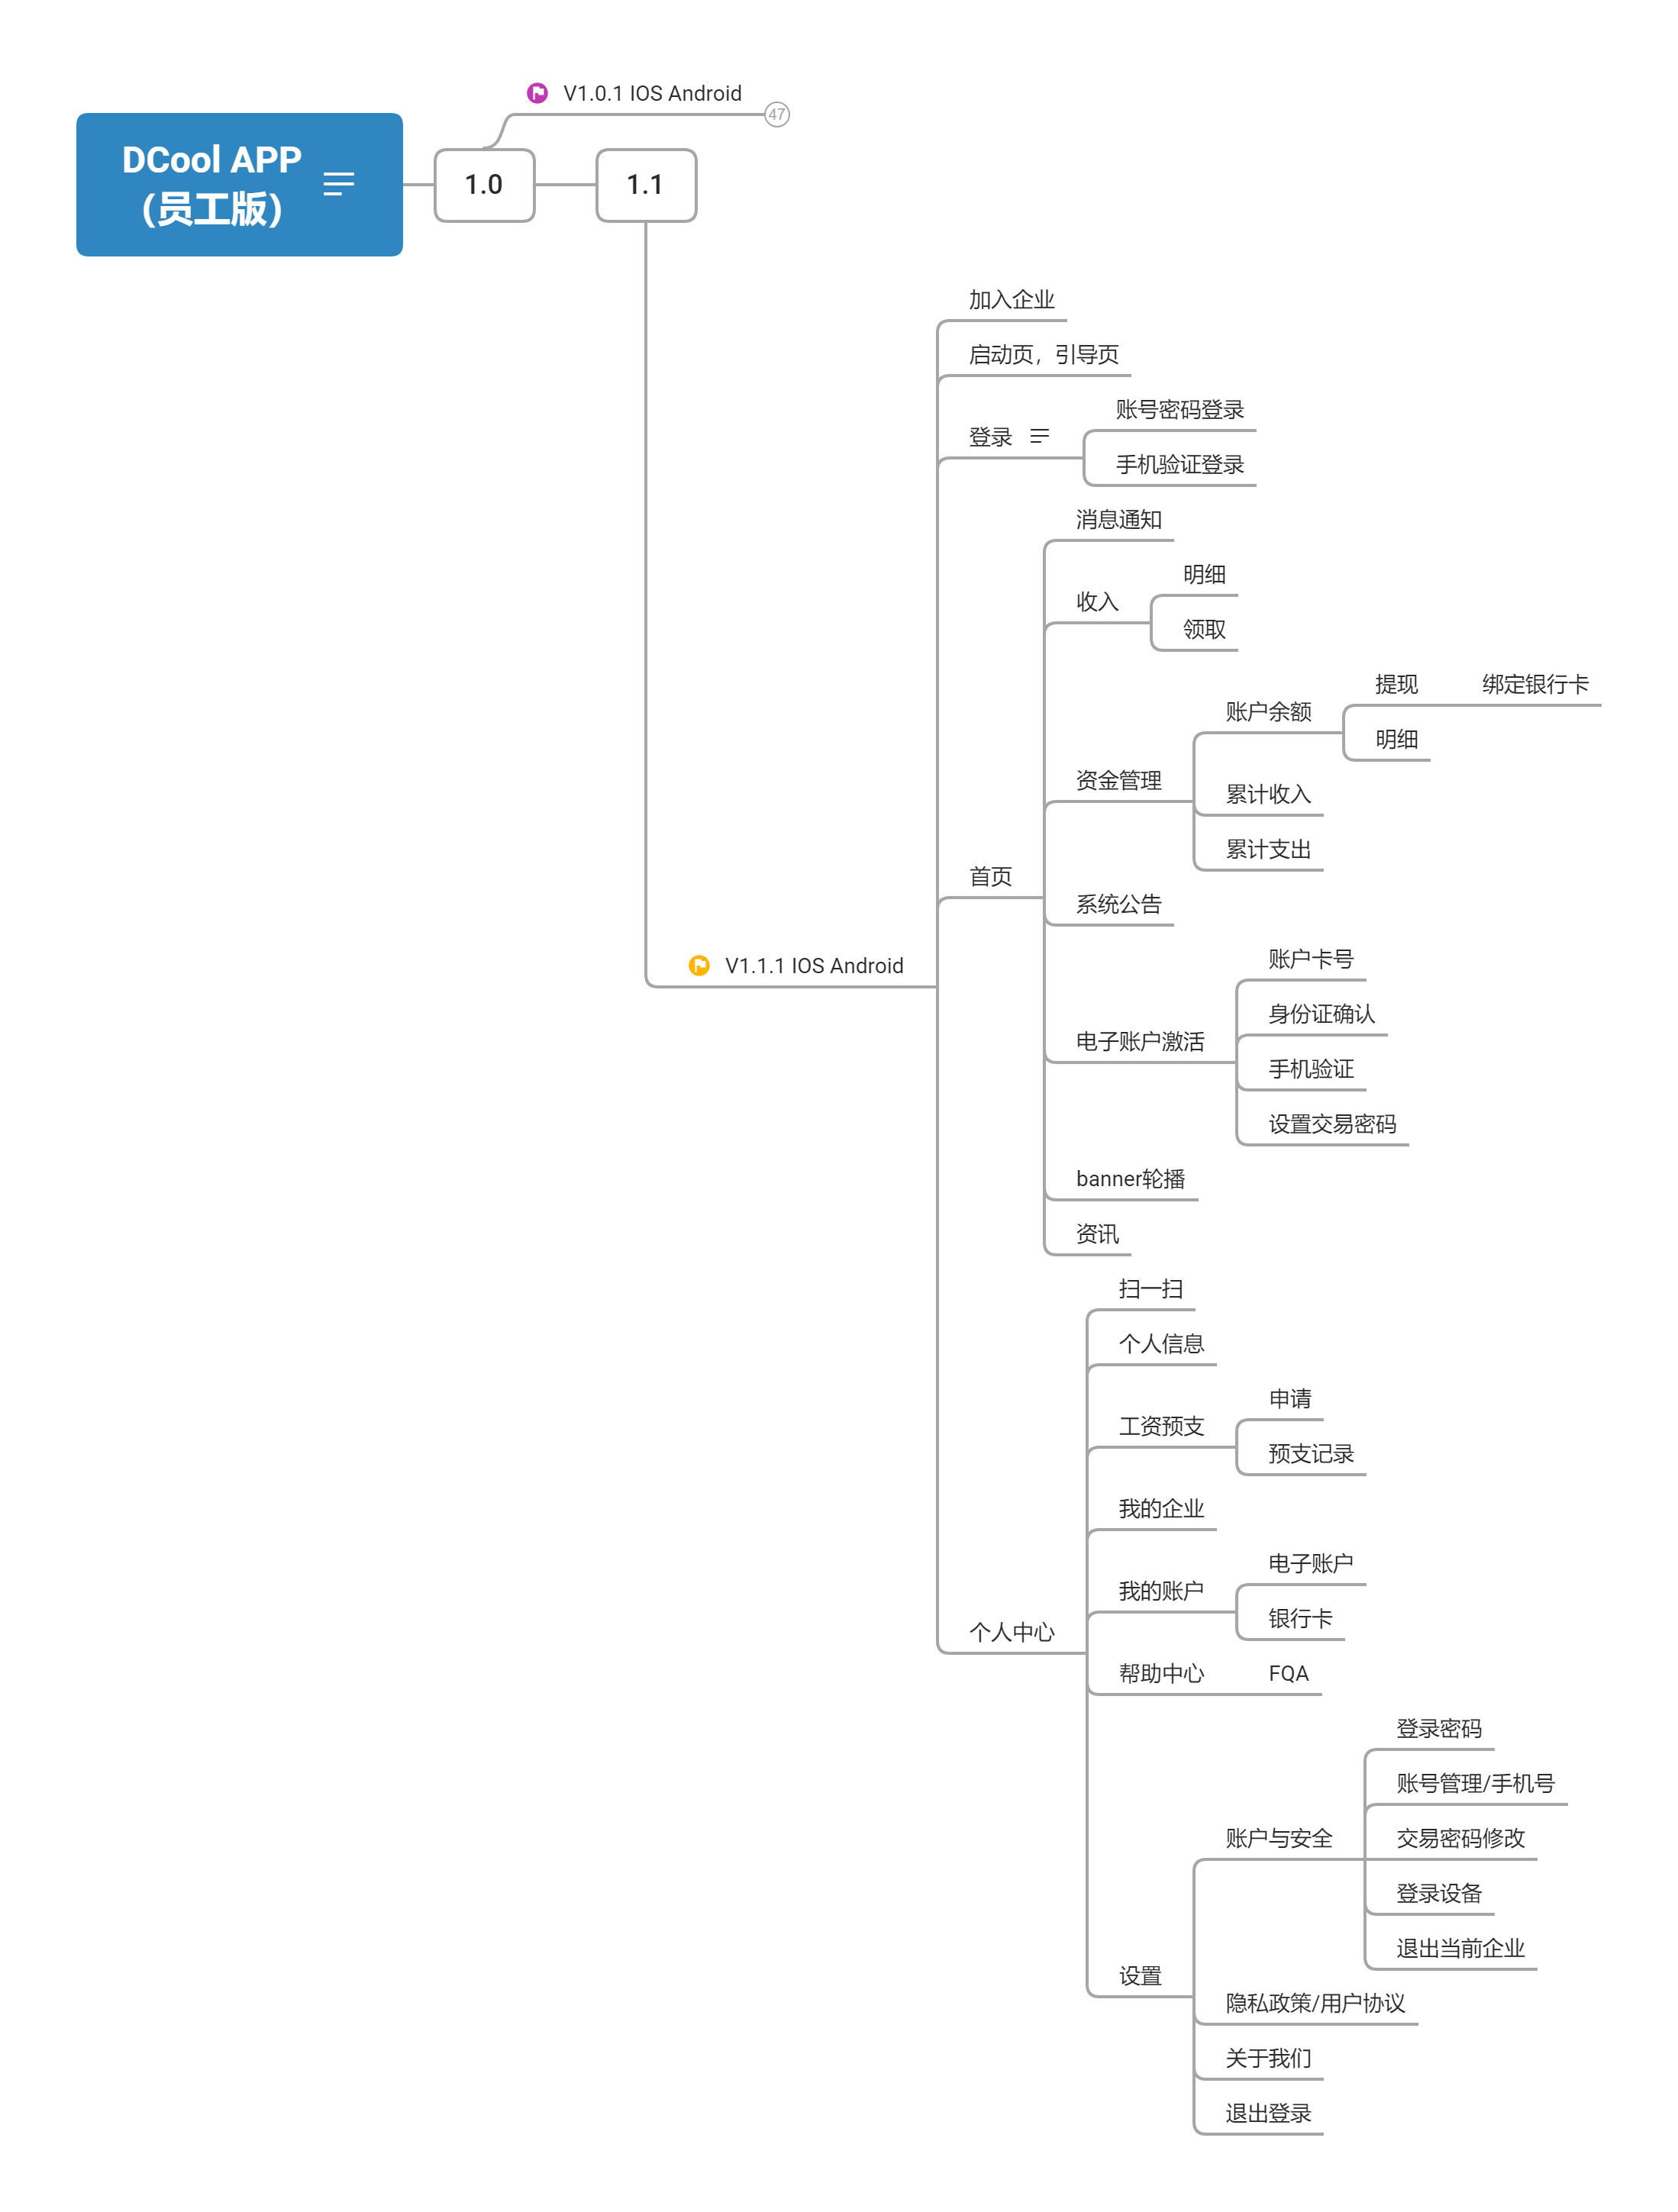 V1.0.1 IOS Android
47
DCool APP
(员工版)
1.0
1.1
加入企业
启动页，引导页
登录
账号密码登录
手机验证登录
首页
消息通知
收入
明细
领取
资金管理
账户余额
提现
绑定银行卡
明细
累计收入
累计支出
系统公告
V1.1.1 IOS Android
电子账户激活
账户卡号
身份证确认
手机验证
设置交易密码
banner轮播
资讯
个人中心
扫一扫
个人信息
工资预支
申请
预支记录
我的企业
我的账户
电子账户
银行卡
帮助中心
FQA
设置
账户与安全
登录密码
账号管理/手机号
交易密码修改
登录设备
退出当前企业
隐私政策/用户协议
关于我们
退出登录